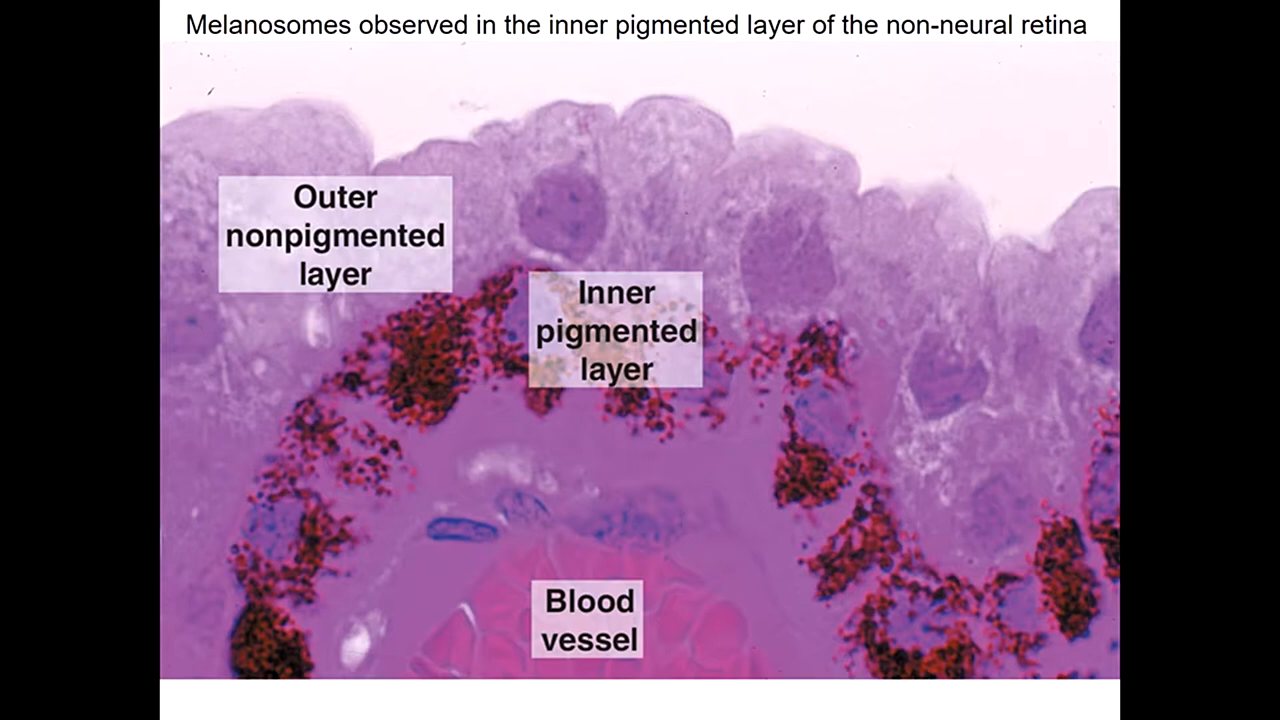 Melanosomes observed in the inner pigmented layer of the non-neural retina
Outer
nonpigmented
layer
Inner
pigmented
layer
Blood
vessel